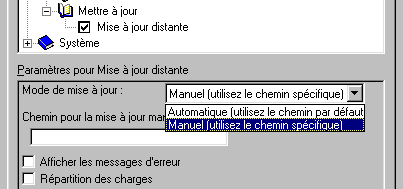 Mettre à jour
Mise à jour distante
Système
Paramètres pour Mise à jour distante
Mode de mise à jour :
Manuel (utilisez le chemin spécifique)
Automatique (utilisez le chemin par défaut
Chemin pour la mise à jour
Manuel (utilisez le chemin spécifique)
Afficher les messages d'erreur
Répartition des charges